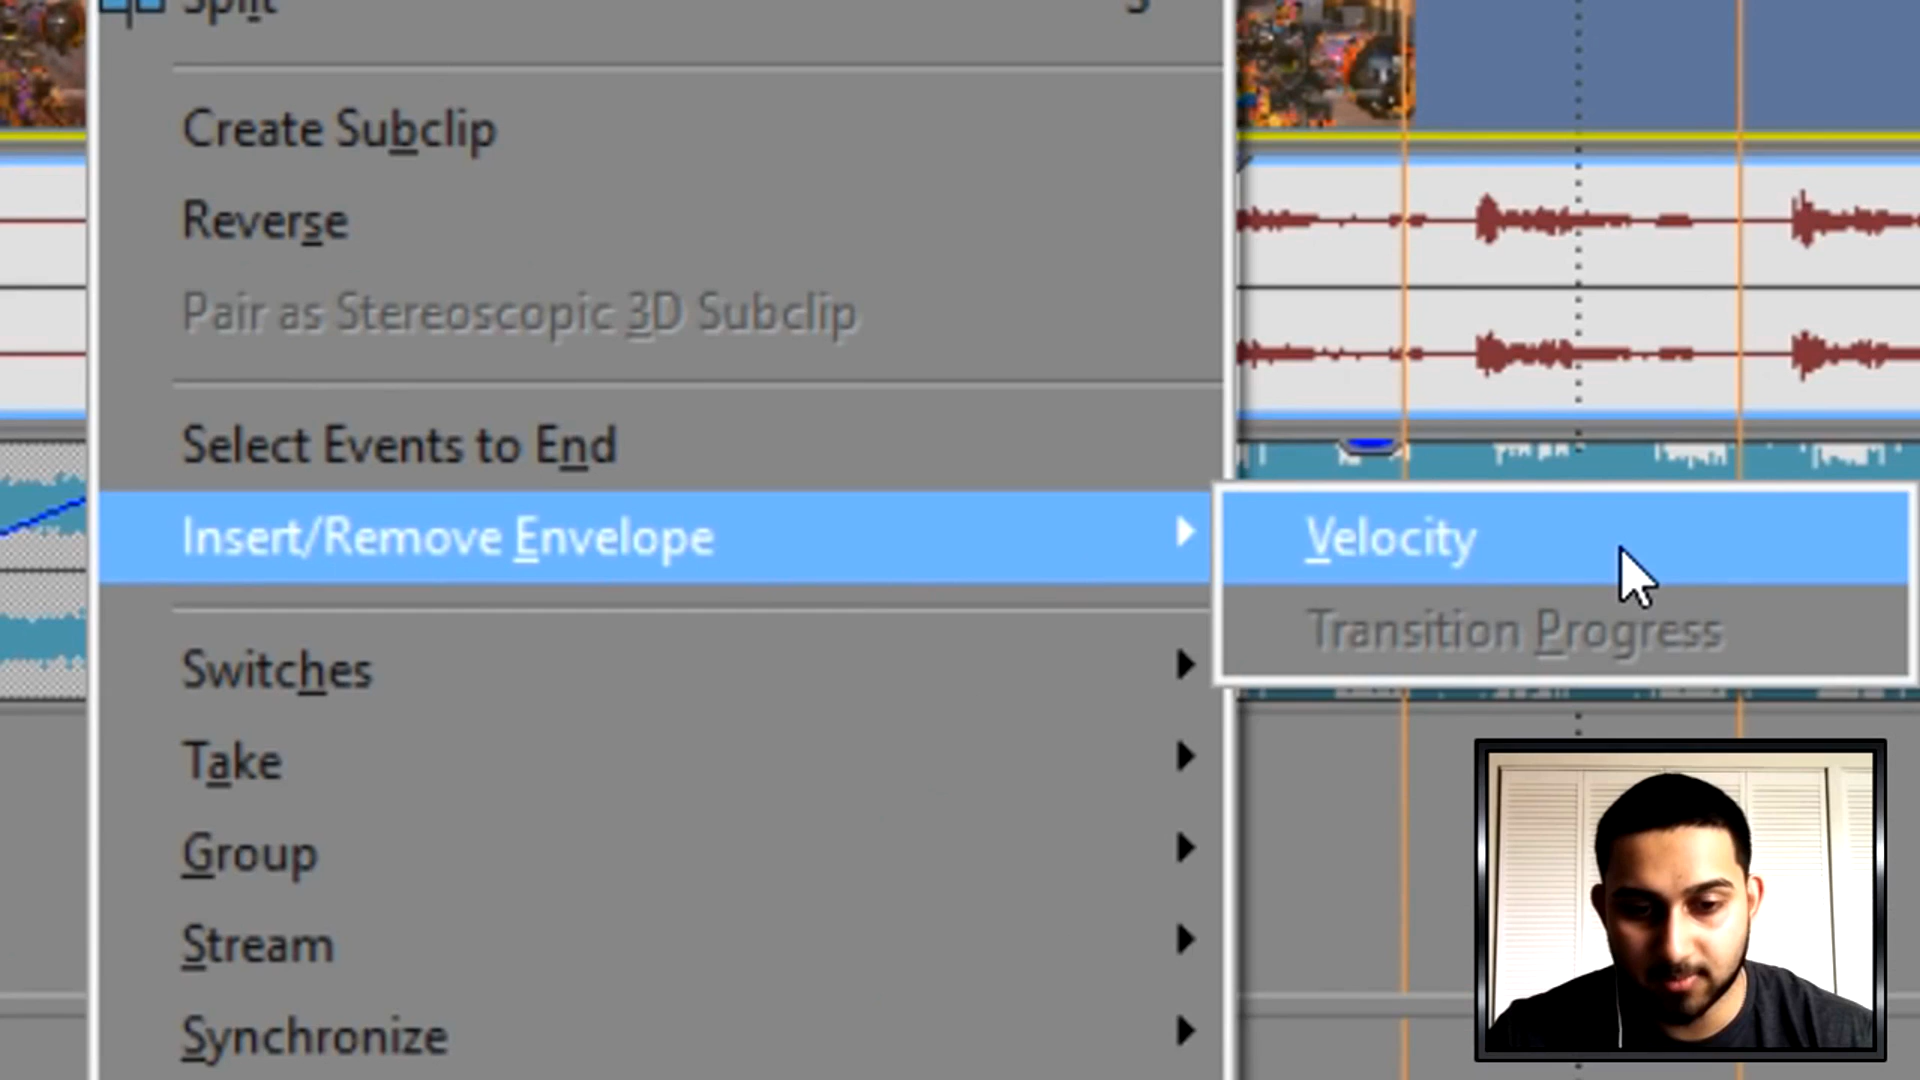 Split S
Create Subclip
Reverse
Pair as Stereoscopic 3D Subclip
Select Events to End
Insert/Remove Envelope
Velocity
Transition Progress
Switches
Take
Group
Stream
Synchronize